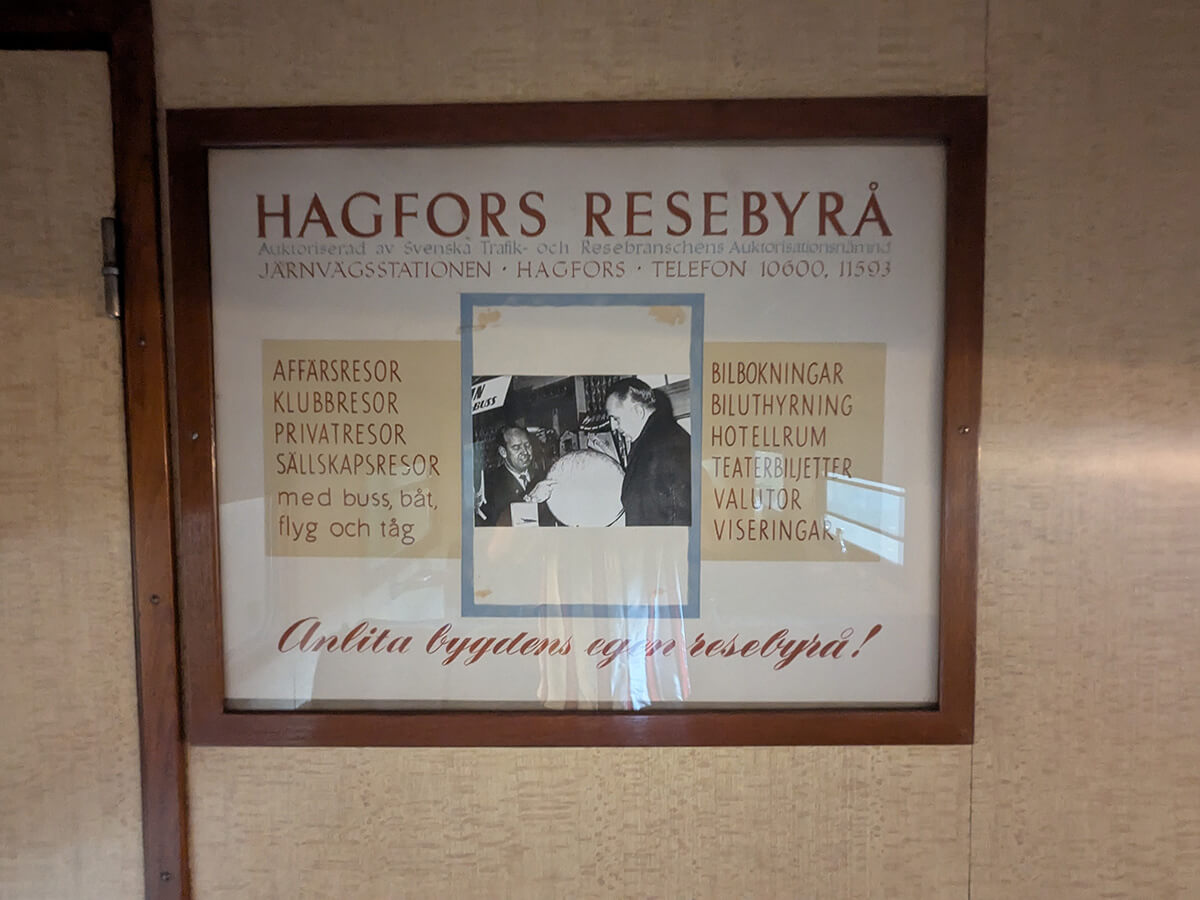 HAGFORS RESEBYRÅ
Auktoriserad av Svenska Trafik- och Resebranschens Auktorisationsnämnd
JÄRNVÄGSSTATIONEN · HAGFORS · TELEFON 10600, 11593
AFFÄRSRESOR
KLUBBRESOR
PRIVATRESOR
SÄLLSKAPSRESOR
med buss, båt,
flyg och tåg
BUSS
BILBOKNINGAR
BILUTHYRNING
HOTELLRUM
TEATERBILJETTER
VALUTOR
VISERINGAR
Anlita bygdens egen resebyrå!